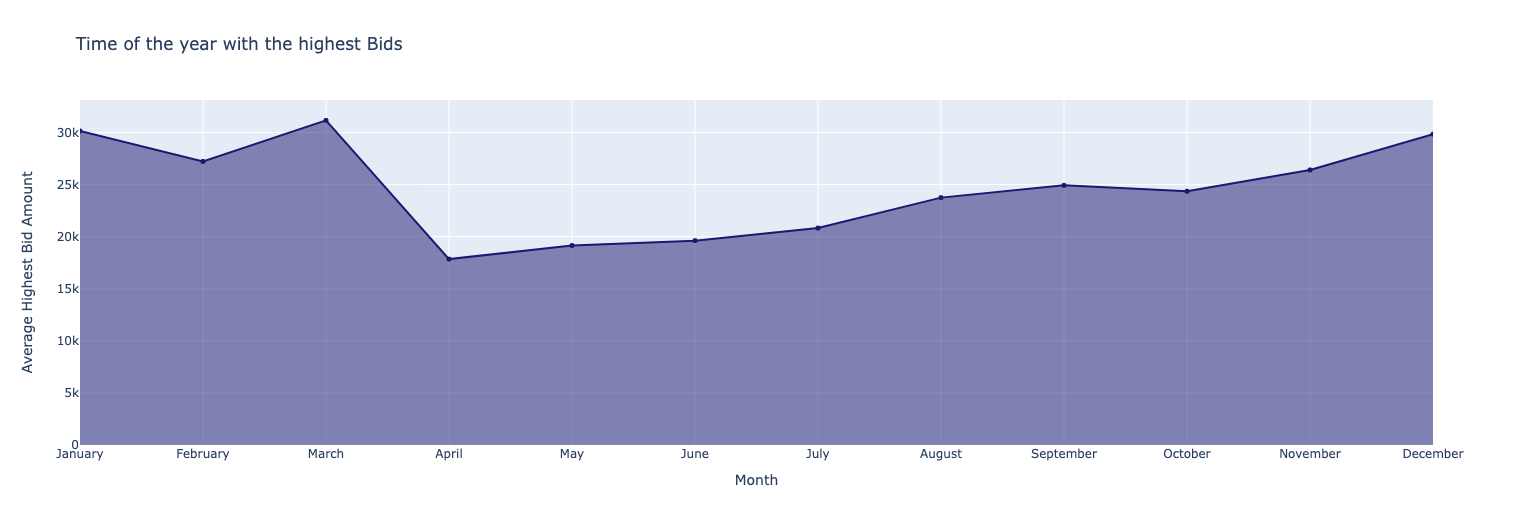 Time of the year with the highest Bids
Average Highest Bid Amount
30k
25k
20k
15k
10k
5k
0
January February March April May June July August September October November December
Month